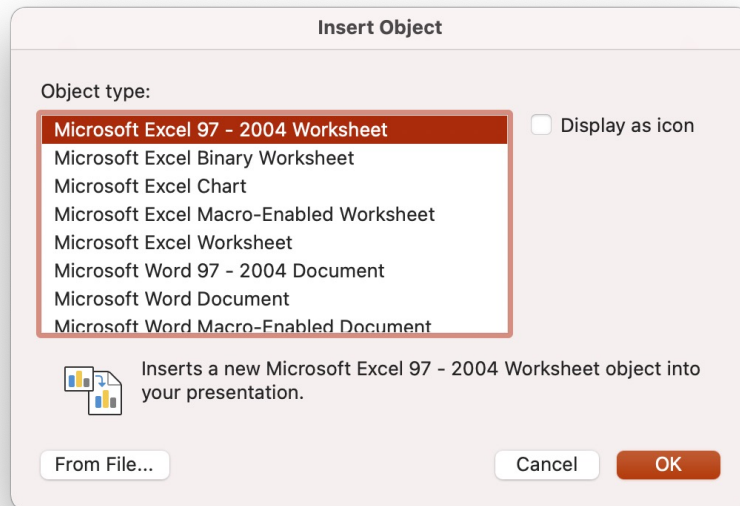 Insert Object
Object type:
Microsoft Excel 97 - 2004 Worksheet
Display as icon
Microsoft Excel Binary Worksheet
Microsoft Excel Chart
Microsoft Excel Macro-Enabled Worksheet
Microsoft Excel Worksheet
Microsoft Word 97 - 2004 Document
Microsoft Word Document
Microsoft Word Macro-Enabled Document
Inserts a new Microsoft Excel 97 - 2004 Worksheet object into
your presentation.
From File...
Cancel
OK